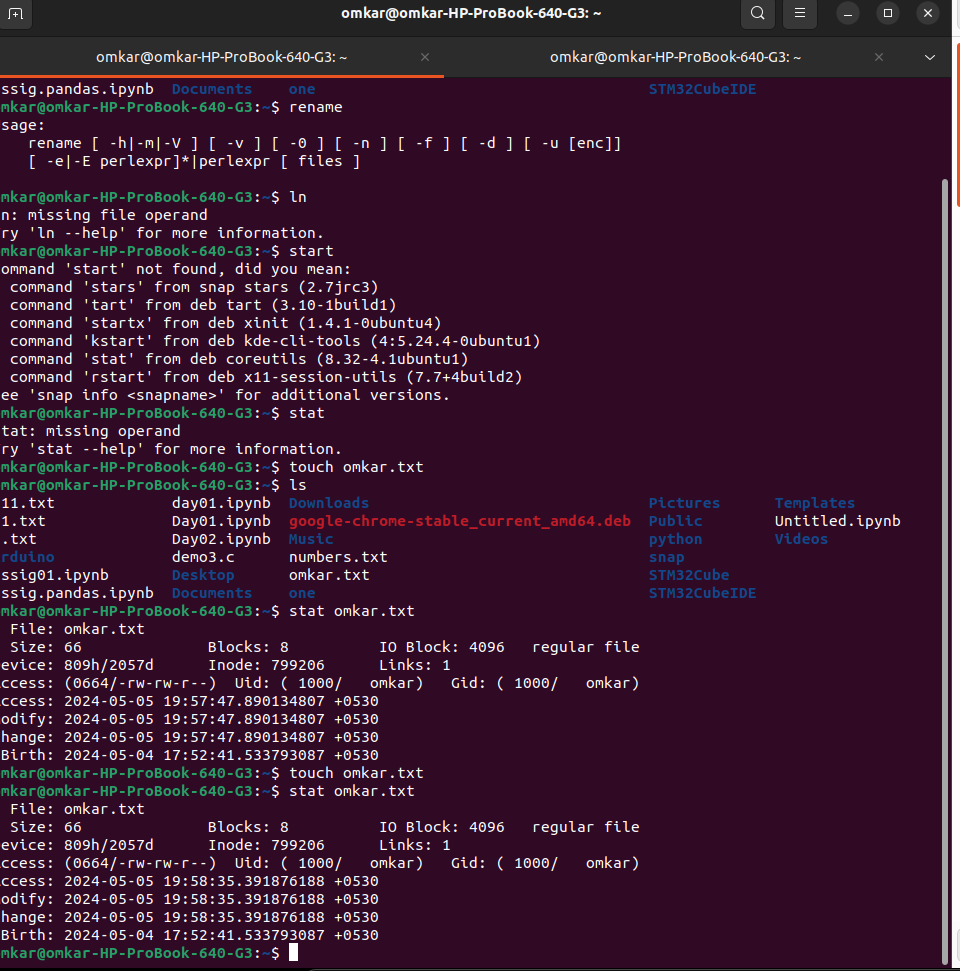 omkar@omkar-HP-ProBook-640-G3: ~
omkar@omkar-HP-ProBook-640-G3: ~ omkar@omkar-HP-ProBook-640-G3: ~
ssig.pandas.ipynb Documents one STM32CubeIDE
mkar@omkar-HP-ProBook-640-G3:~$ rename
sage:
rename [ -h|-m|-V ] [ -v ] [ -0 ] [ -n ] [ -f ] [ -d ] [ -u [enc]]
[ -e|-E perlexpr]*|perlexpr [ files ]
mkar@omkar-HP-ProBook-640-G3:~$ ln
n: missing file operand
ry 'ln --help' for more information.
mkar@omkar-HP-ProBook-640-G3:~$ start
ommand 'start' not found, did you mean:
command 'stars' from snap stars (2.7jrc3)
command 'tart' from deb tart (3.10-1build1)
command 'startx' from deb xinit (1.4.1-0ubuntu4)
command 'kstart' from deb kde-cli-tools (4:5.24.4-0ubuntu1)
command 'stat' from deb coreutils (8.32-4.1ubuntu1)
command 'rstart' from deb x11-session-utils (7.7+4build2)
ee 'snap info <snapname>' for additional versions.
mkar@omkar-HP-ProBook-640-G3:~$ stat
tat: missing operand
ry 'stat --help' for more information.
mkar@omkar-HP-ProBook-640-G3:~$ touch omkar.txt
mkar@omkar-HP-ProBook-640-G3:~$ ls
11.txt day01.ipynb Downloads Pictures Templates
1.txt Day01.ipynb google-chrome-stable_current_amd64.deb Public Untitled.ipynb
.txt Day02.ipynb Music python Videos
rduino demo3.c numbers.txt snap
ssig01.ipynb Desktop omkar.txt STM32Cube
ssig.pandas.ipynb Documents one STM32CubeIDE
mkar@omkar-HP-ProBook-640-G3:~$ stat omkar.txt
File: omkar.txt
Size: 66 Blocks: 8 IO Block: 4096 regular file
evice: 809h/2057d Inode: 799206 Links: 1
ccess: (0664/-rw-rw-r--) Uid: ( 1000/ omkar) Gid: ( 1000/ omkar)
ccess: 2024-05-05 19:57:47.890134807 +0530
odify: 2024-05-05 19:57:47.890134807 +0530
hange: 2024-05-05 19:57:47.890134807 +0530
Birth: 2024-05-04 17:52:41.533793087 +0530
mkar@omkar-HP-ProBook-640-G3:~$ touch omkar.txt
mkar@omkar-HP-ProBook-640-G3:~$ stat omkar.txt
File: omkar.txt
Size: 66 Blocks: 8 IO Block: 4096 regular file
evice: 809h/2057d Inode: 799206 Links: 1
ccess: (0664/-rw-rw-r--) Uid: ( 1000/ omkar) Gid: ( 1000/ omkar)
ccess: 2024-05-05 19:58:35.391876188 +0530
odify: 2024-05-05 19:58:35.391876188 +0530
hange: 2024-05-05 19:58:35.391876188 +0530
Birth: 2024-05-04 17:52:41.533793087 +0530
mkar@omkar-HP-ProBook-640-G3:~$